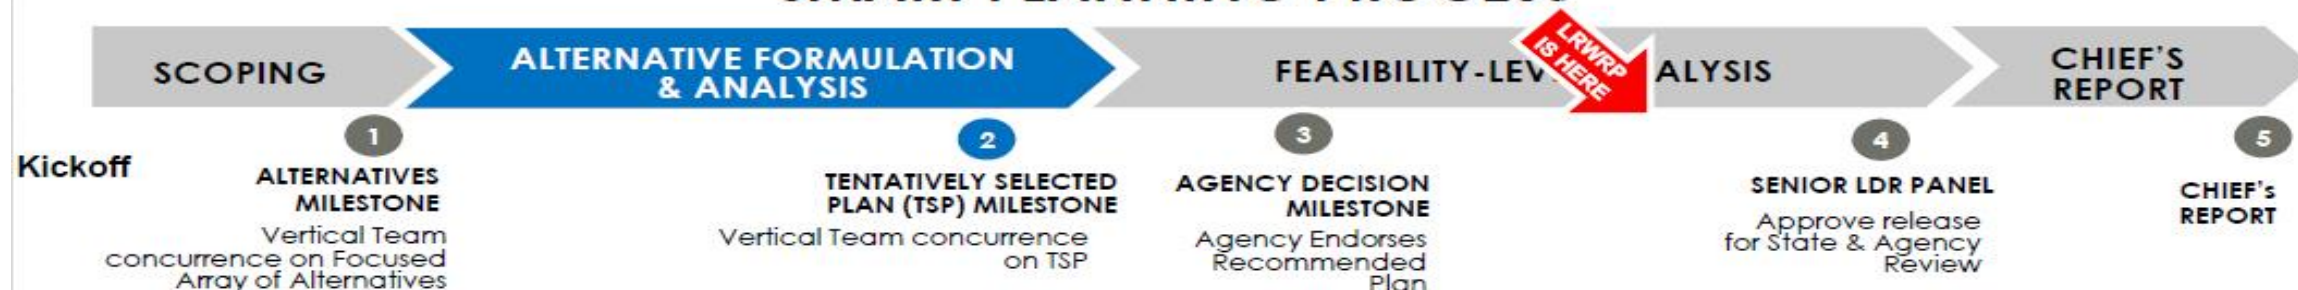 SCOPING
ALTERNATIVE FORMULATION
& ANALYSIS
FEASIBILITY-LEV ALYSIS
LRWRP
IS HERE
CHIEF'S
REPORT
1
2
3
4
5
Kickoff
ALTERNATIVES
MILESTONE
Vertical Team
concurrence on Focused
Array of Alternatives
TENTATIVELY SELECTED
PLAN (TSP) MILESTONE
Vertical Team concurrence
on TSP
AGENCY DECISION
MILESTONE
Agency Endorses
Recommended
Plan
SENIOR LDR PANEL
Approve release
for State & Agency
Review
CHIEF's
REPORT